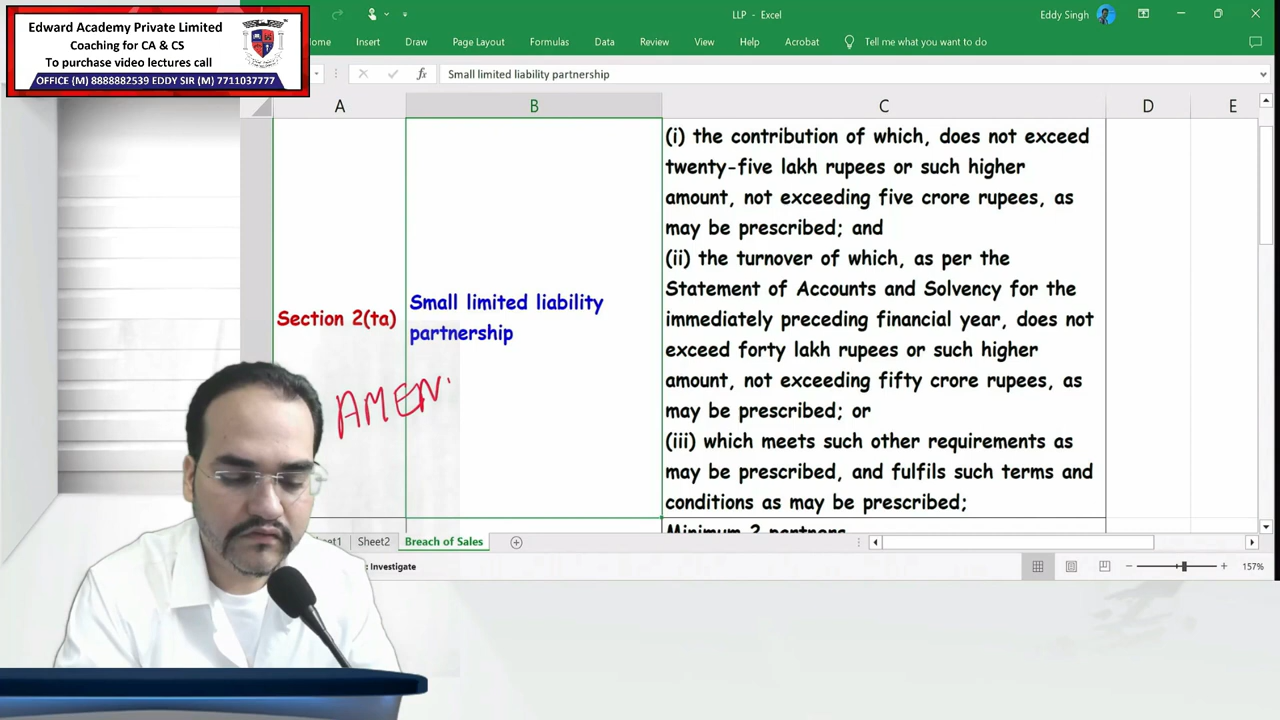 Edward Academy Private Limited
Coaching for CA & CS
To purchase video lectures call
OFFICE (M) 8888882539 EDDY SIR (M) 7711037777
LLP - Excel
Eddy Singh
Home Insert Draw Page Layout Formulas Data Review View Help Acrobat Tell me what you want to do
fx Small limited liability partnership
A B C D E
Section 2(ta)
Small limited liability
partnership
(i) the contribution of which, does not exceed
twenty-five lakh rupees or such higher
amount, not exceeding five crore rupees, as
may be prescribed; and
(ii) the turnover of which, as per the
Statement of Accounts and Solvency for the
immediately preceding financial year, does not
exceed forty lakh rupees or such higher
amount, not exceeding fifty crore rupees, as
may be prescribed; or
(iii) which meets such other requirements as
may be prescribed, and fulfils such terms and
conditions as may be prescribed;
Minimum 2 partners
AMEN
Sheet2 Breach of Sales
: Investigate
157%